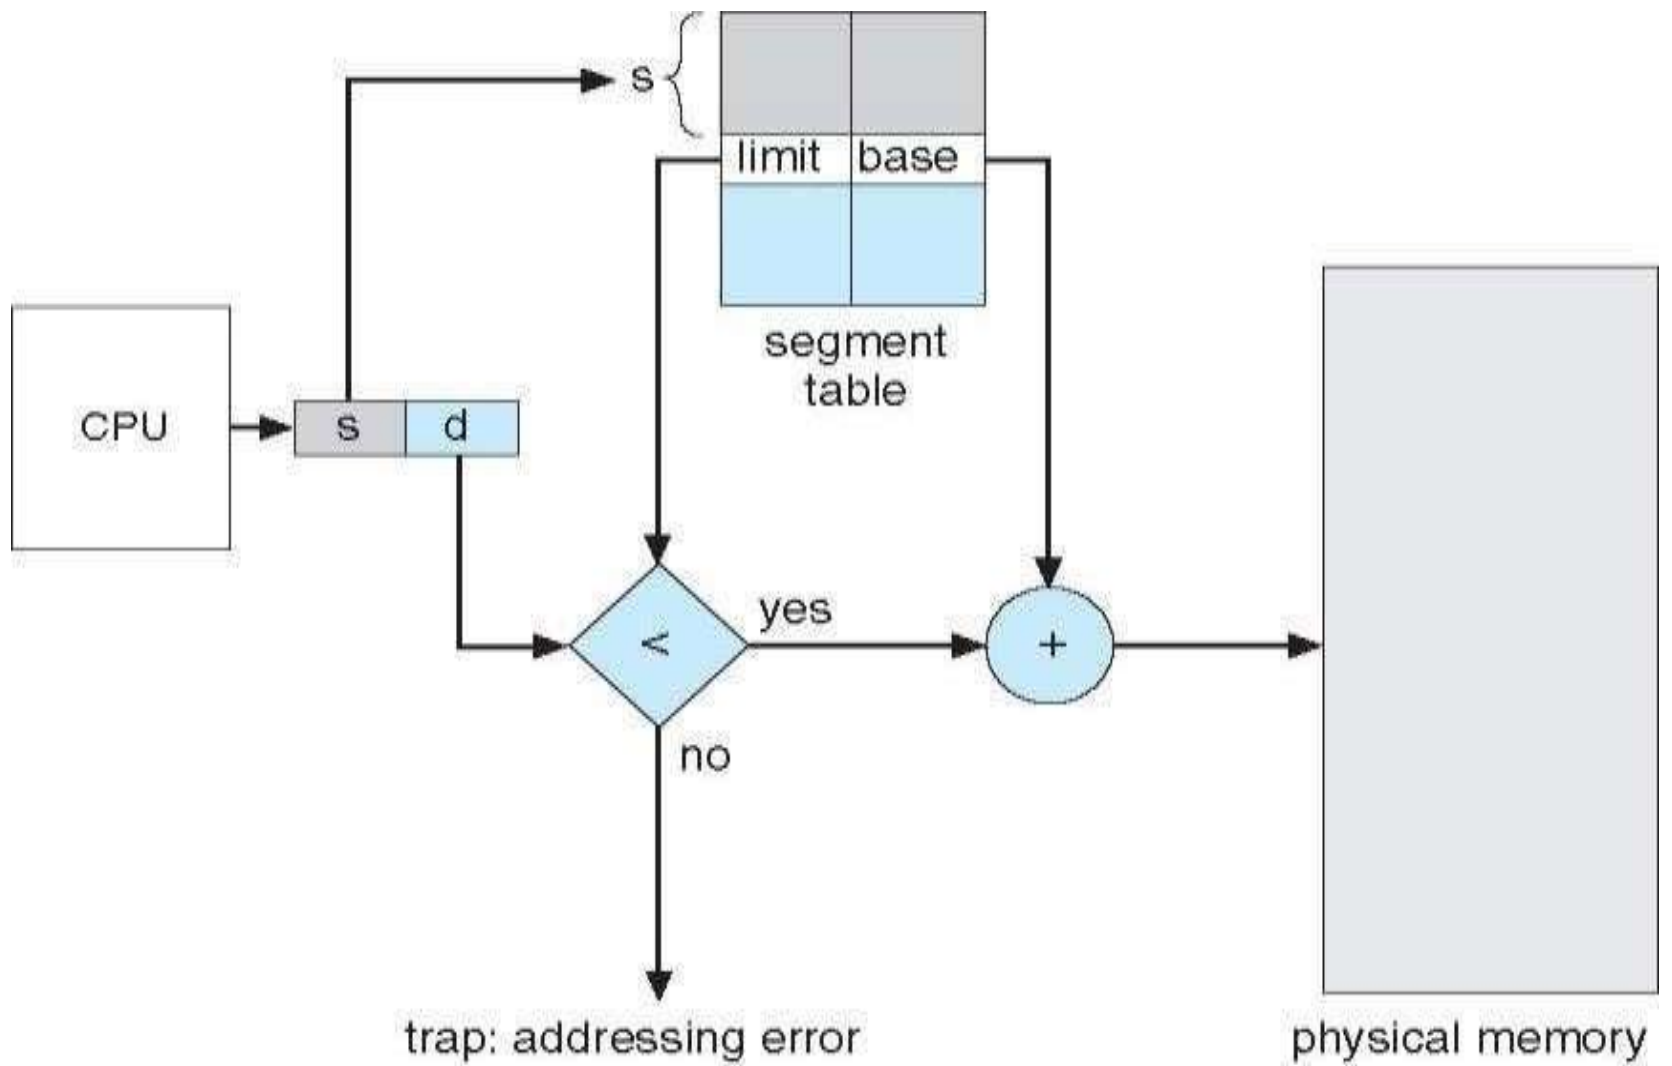 s
limit base
segment
table
CPU
s d
yes
<
+
no
trap: addressing error
physical memory